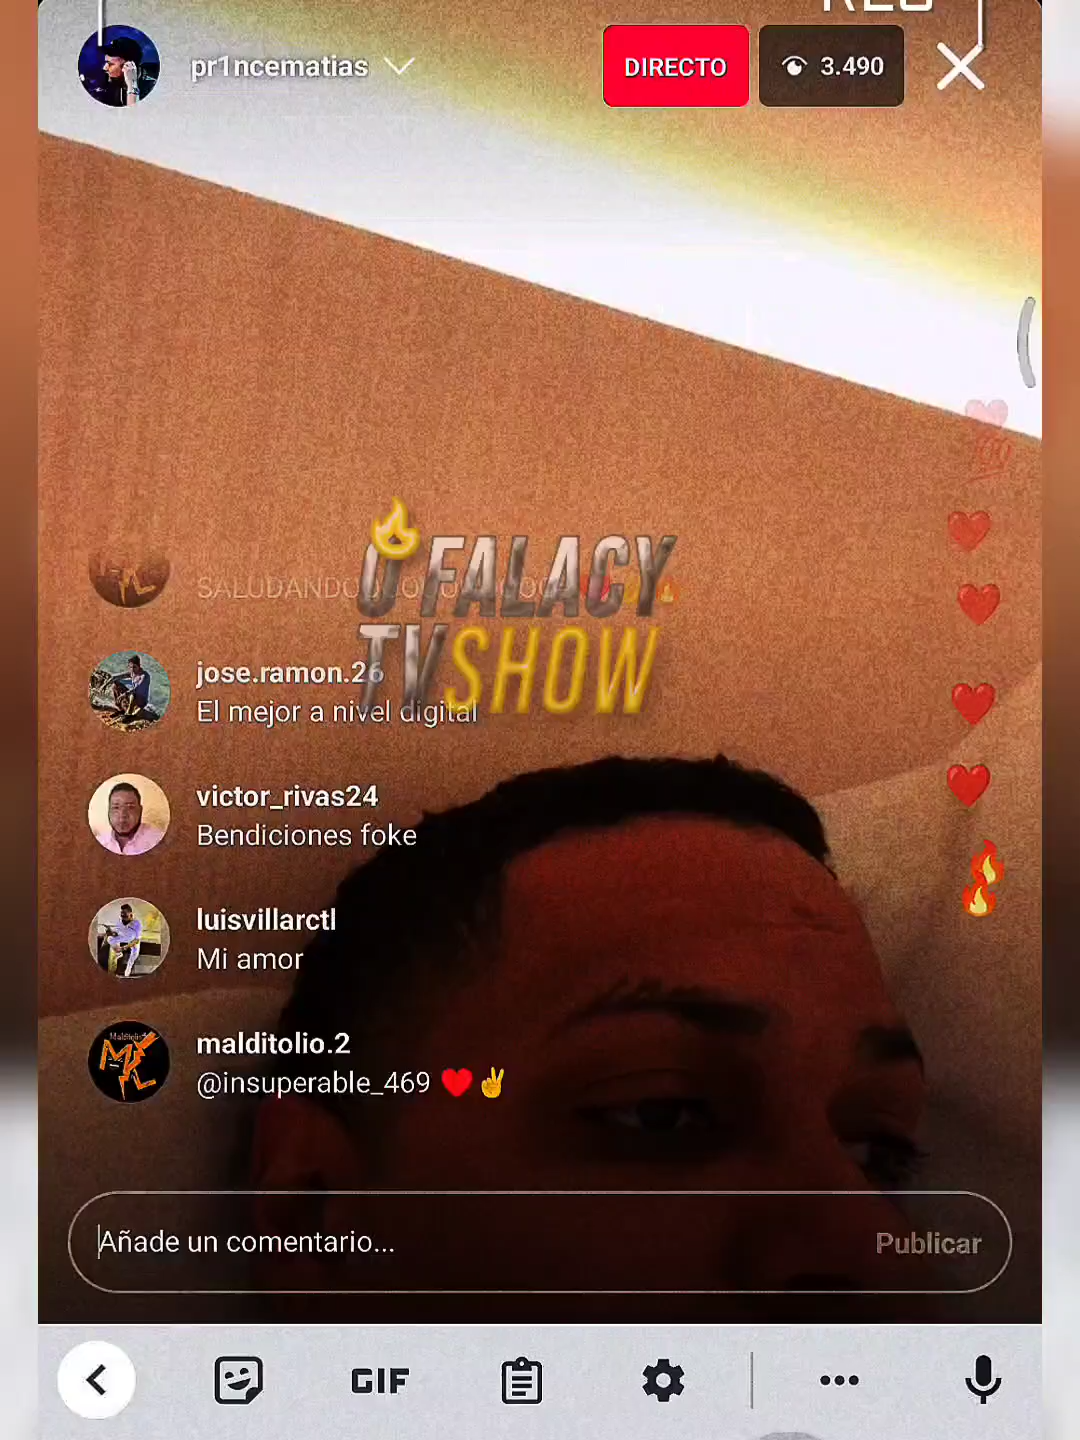 REC
pr1ncematias
DIRECTO
3.490
FALACY
TV SHOW
jose.ramon.26
El mejor a nivel digital
victor_rivas24
Bendiciones foke
luisvillarctl
Mi amor
malditolio.2
@insuperable_469 ❤️✌️
Añade un comentario...
Publicar
GIF